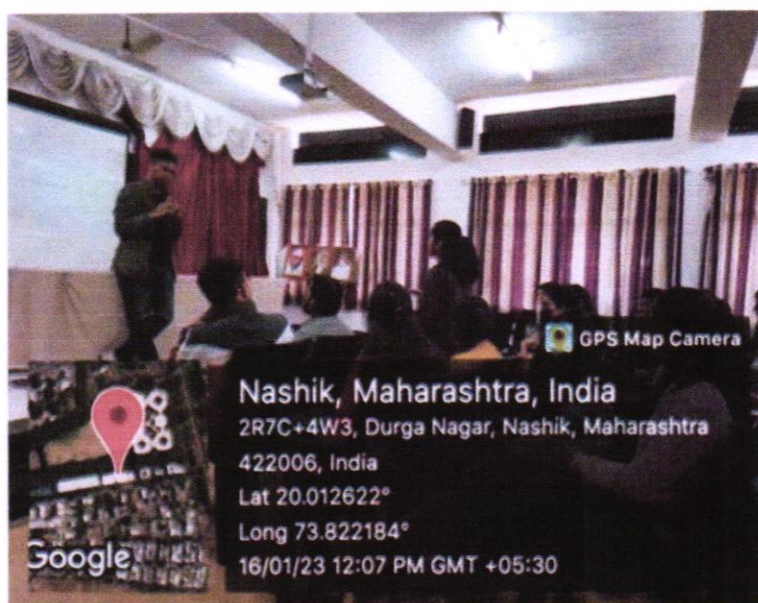 GPS Map Camera
Nashik, Maharashtra, India
2R7C+4W3, Durga Nagar, Nashik, Maharashtra
422006, India
Lat 20.012622°
Long 73.822184°
16/01/23 12:07 PM GMT +05:30
Google